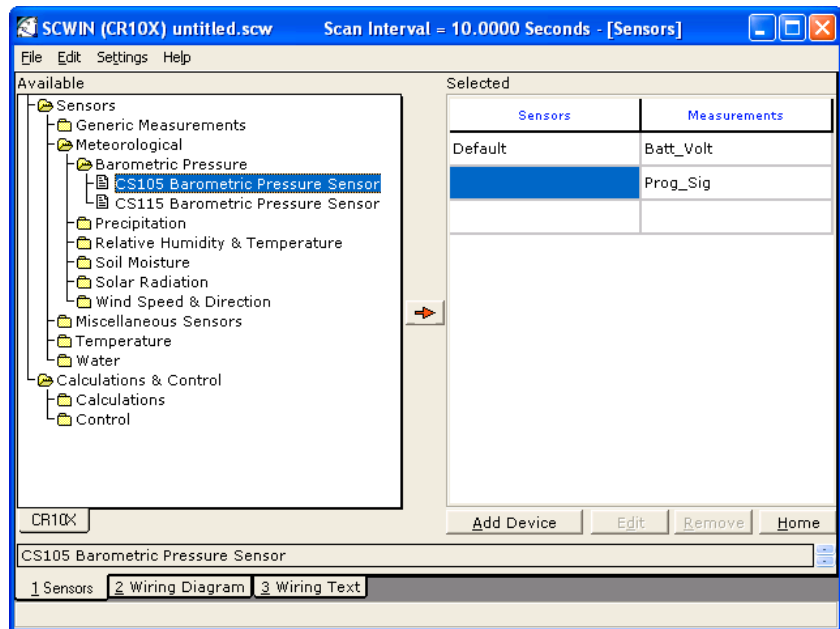 SCWIN (CR10X) untitled.scw Scan Interval = 10.0000 Seconds - [Sensors]
File Edit Settings Help
Available
Sensors
Generic Measurements
Meteorological
Barometric Pressure
CS105 Barometric Pressure Sensor
CS115 Barometric Pressure Sensor
Precipitation
Relative Humidity & Temperature
Soil Moisture
Solar Radiation
Wind Speed & Direction
Miscellaneous Sensors
Temperature
Water
Calculations & Control
Calculations
Control
CR10X
Selected
Sensors Measurements
Default Batt_Volt
Prog_Sig
Add Device Edit Remove Home
CS105 Barometric Pressure Sensor
1 Sensors 2 Wiring Diagram 3 Wiring Text